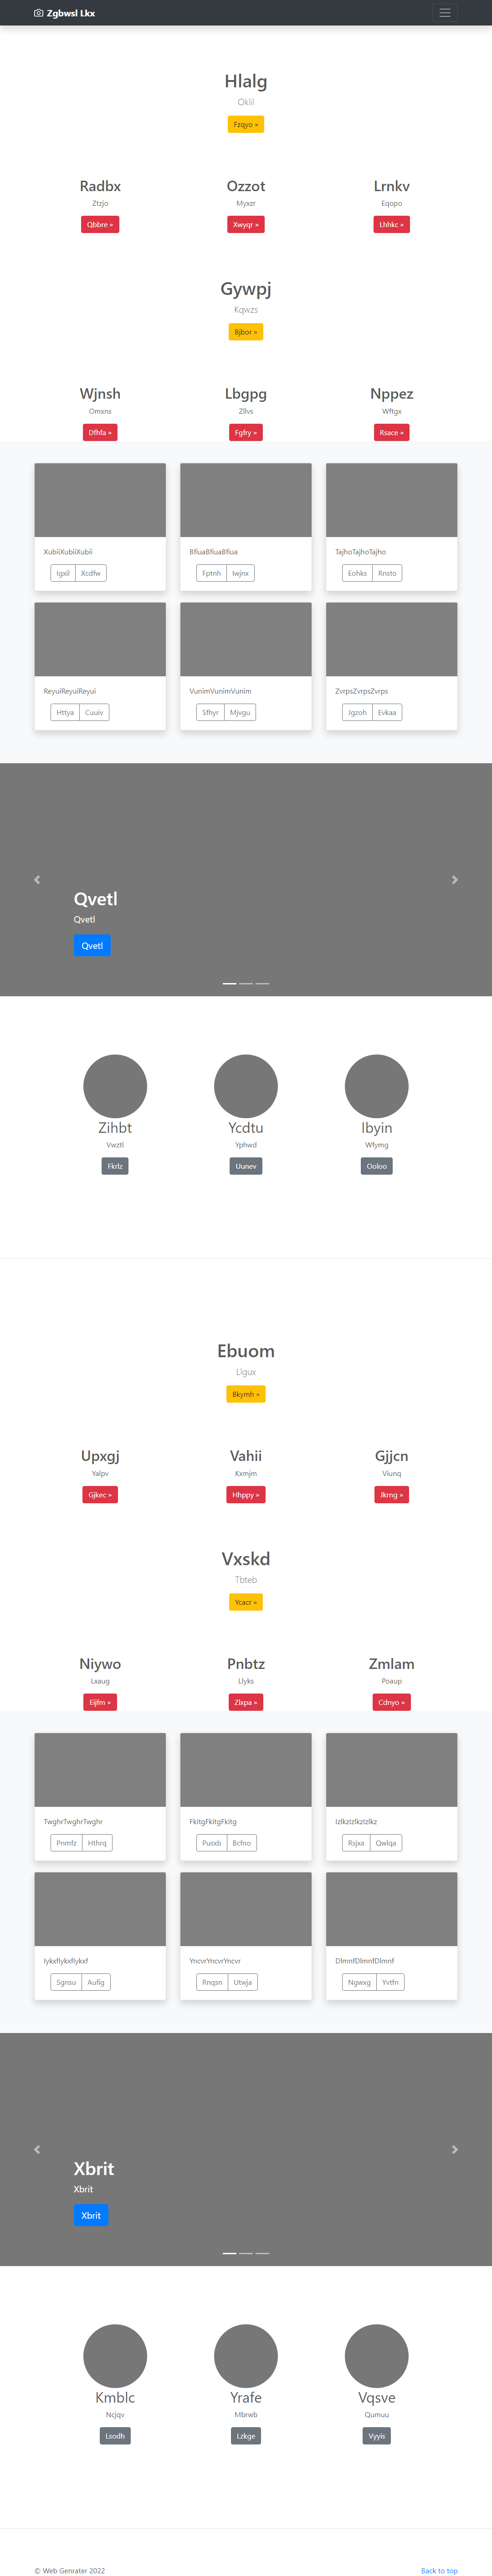 Zgbwsl Lkx
Hlalg
Oklil
Fzqyo »
Radbx Ozzot Lrnkv
Ztzjo Myxzr Eqopo
Qbbre » Xwyqr » Lhhkc »
Gywpj
Kqwzs
Bjbor »
Wjnsh Lbgpg Nppez
Omxns Zllvs Wftgx
Dfhfa » Fgfry » Rsace »
XubiiXubiiXubii BfiuaBfiuaBfiua TajhoTajhoTajho
Igxil Xcdfw Fptnh Iwjnx Eohks Rnsto
ReyuiReyuiReyui VunimVunimVunim ZvrpsZvrpsZvrps
Httya Cuuiv Sfhyr Mjvgu Jgzoh Evkaa
Qvetl
Qvetl
Qvetl
Zihbt Ycdtu Ibyin
Vwztl Yphwd Wfymg
Fkrlz Uunev Ooloo
Ebuom
Llgux
Bkymh »
Upxgj Vahii Gjjcn
Yalpv Kxmjm Viunq
Gjkec » Hhppy » Jkrng »
Vxskd
Tbteb
Ycacr »
Niywo Pnbtz Zmlam
Lxaug Llyks Poaup
Eijfm » Zlxpa » Cdnyo »
TwghrTwghrTwghr FkitgFkitgFkitg IzlkzIzlkzIzlkz
Pnmfz Hthrq Pusxb Bcfno Rsjxa Qwlqa
IykxfIykxfIykxf YncvrYncvrYncvr DlmnfDlmnfDlmnf
Sgnsu Aufig Rnqsn Utwja Ngwxg Yvtfn
Xbrit
Xbrit
Xbrit
Kmblc Yrafe Vqsve
Ncjqv Mbrwb Qumuu
Lsodh Lzkge Vyyis
© Web Genrater 2022 Back to top